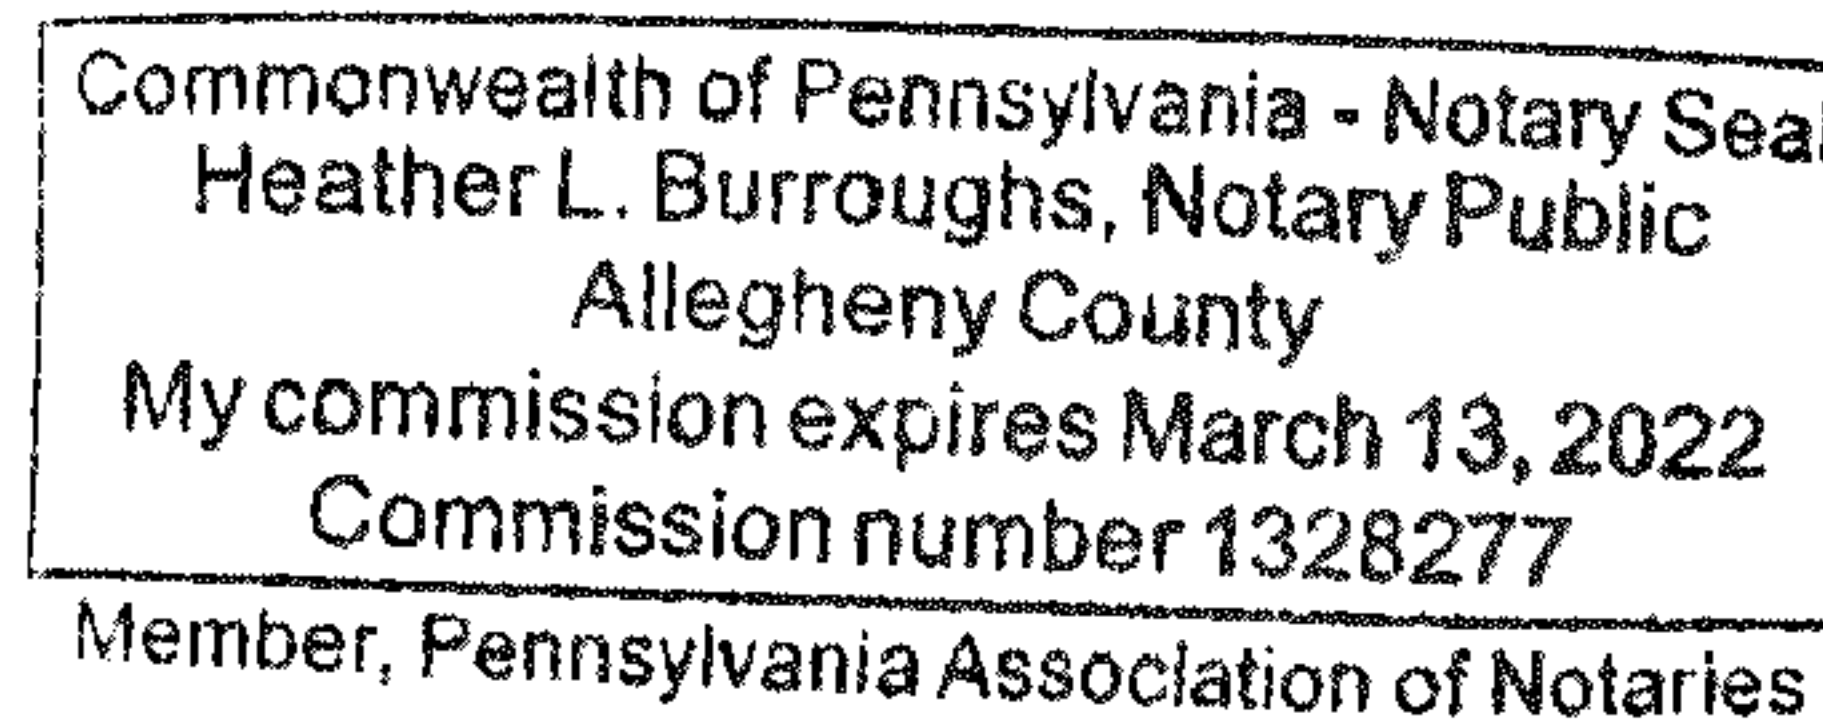 Commonwealth of Pennsylvania - Notary Seal
Heather L. Burroughs, Notary Public
Allegheny County
My commission expires March 13, 2022
Commission number 1328277
Member, Pennsylvania Association of Notaries